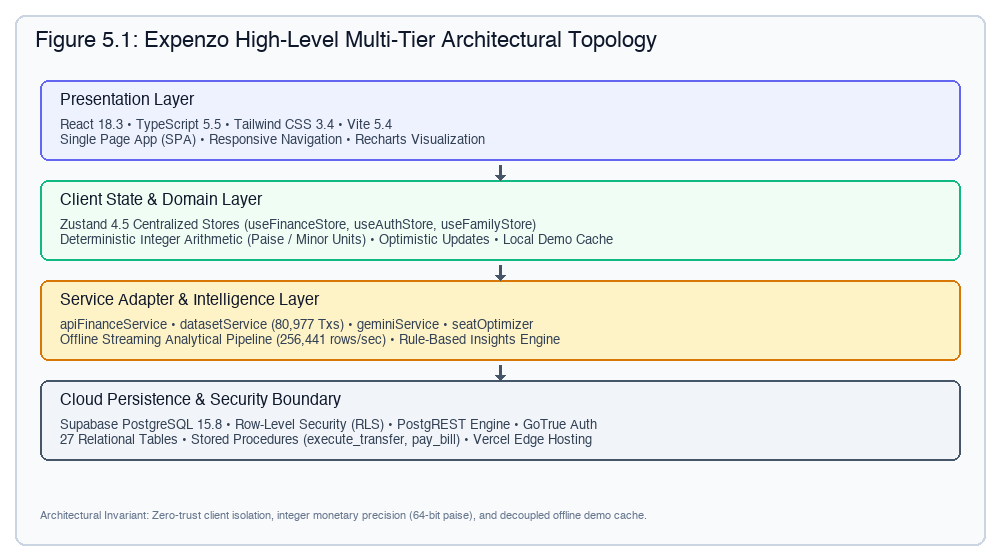 Figure 5.1: Expenzo High-Level Multi-Tier Architectural Topology
Presentation Layer
React 18.3 • TypeScript 5.5 • Tailwind CSS 3.4 • Vite 5.4
Single Page App (SPA) • Responsive Navigation • Recharts Visualization
Client State & Domain Layer
Zustand 4.5 Centralized Stores (useFinanceStore, useAuthStore, useFamilyStore)
Deterministic Integer Arithmetic (Paise / Minor Units) • Optimistic Updates • Local Demo Cache
Service Adapter & Intelligence Layer
apiFinanceService • datasetService (80,977 Txs) • geminiService • seatOptimizer
Offline Streaming Analytical Pipeline (256,441 rows/sec) • Rule-Based Insights Engine
Cloud Persistence & Security Boundary
Supabase PostgreSQL 15.8 • Row-Level Security (RLS) • PostgREST Engine • GoTrue Auth
27 Relational Tables • Stored Procedures (execute_transfer, pay_bill) • Vercel Edge Hosting
Architectural Invariant: Zero-trust client isolation, integer monetary precision (64-bit paise), and decoupled offline demo cache.